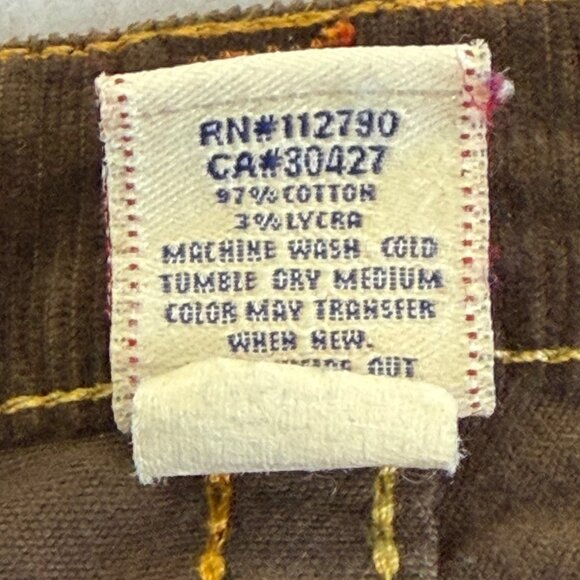 RN#112790
CA#30427
97% COTTON
3% LYCRA
MACHINE WASH COLD
TUMBLE DRY MEDIUM
COLOR MAY TRANSFER
WHEN NEW.
INSIDE OUT